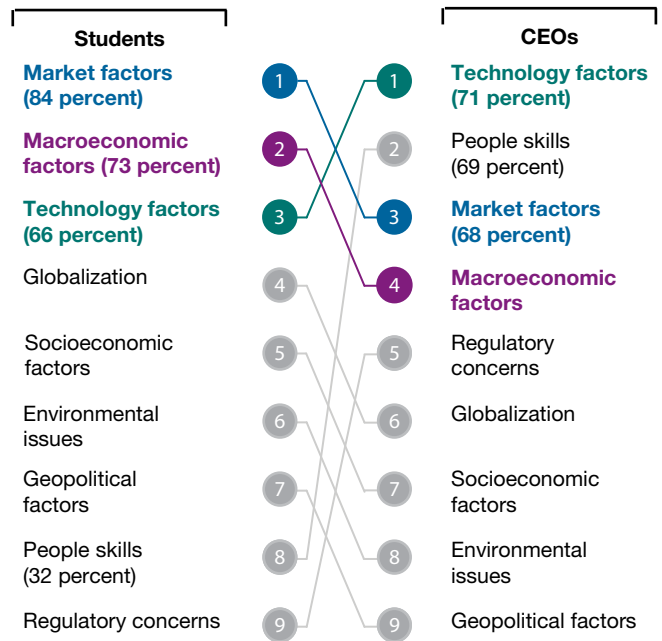 Students
Market factors
(84 percent)
Macroeconomic
factors (73 percent)
Technology factors
(66 percent)
Globalization
Socioeconomic
factors
Environmental
issues
Geopolitical
factors
People skills
(32 percent)
Regulatory concerns
1
2
3
4
5
6
7
8
9
1
2
3
4
5
6
7
8
9
CEOs
Technology factors
(71 percent)
People skills
(69 percent)
Market factors
(68 percent)
Macroeconomic
factors
Regulatory
concerns
Globalization
Socioeconomic
factors
Environmental
issues
Geopolitical factors